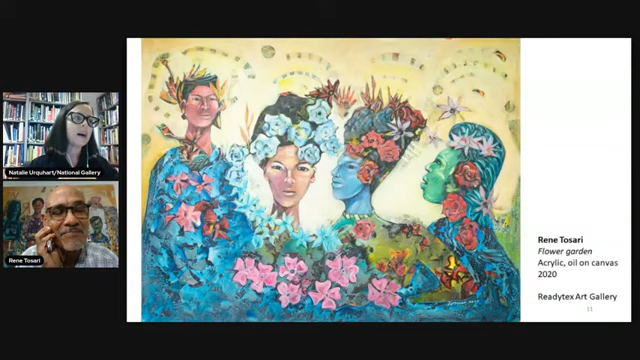 Natalie Urquhart/National Gallery
Rene Tosari
Rene Tosari
Flower garden
Acrylic, oil on canvas
2020
Readytex Art Gallery
11